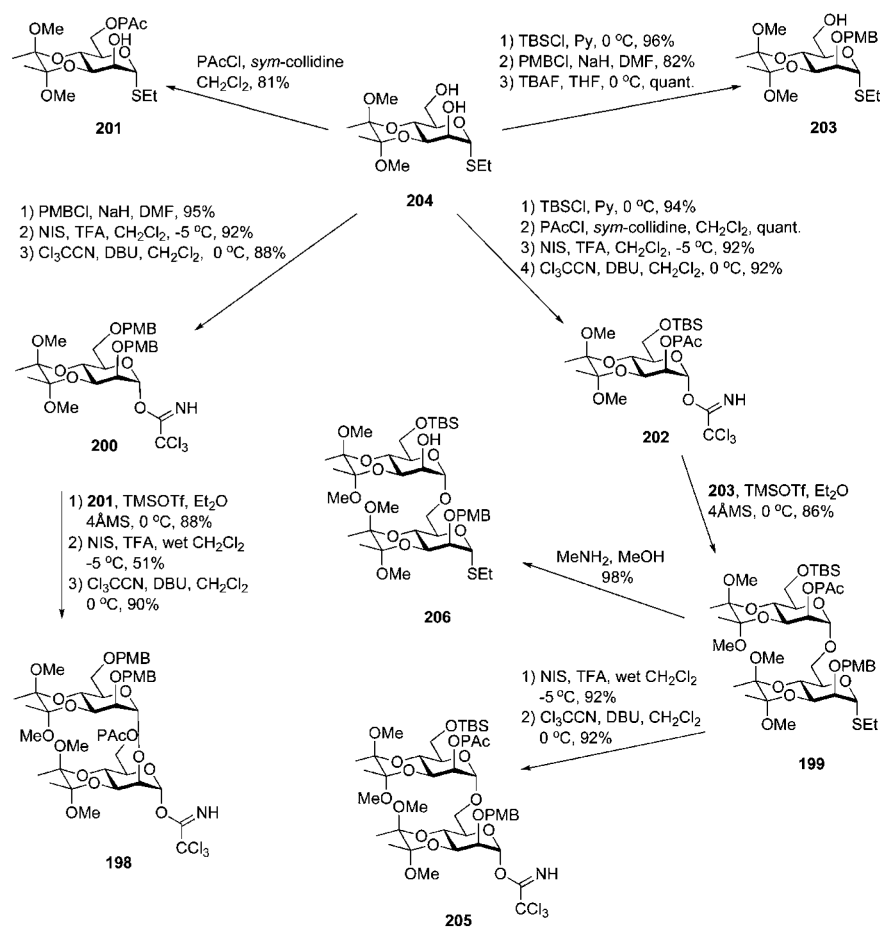 OPAc
OMe
OH
O
O
O
OMe
SEt
201
PAcCl, sym-collidine
CH2Cl2, 81%
OH
OMe
OH
O
O
O
OMe
SEt
204
1) TBSCl, Py, 0 °C, 96%
2) PMBCl, NaH, DMF, 82%
3) TBAF, THF, 0 °C, quant.
OH
OMe
OPMB
O
O
O
OMe
SEt
203
1) PMBCl, NaH, DMF, 95%
2) NIS, TFA, CH2Cl2, -5 °C, 92%
3) Cl3CCN, DBU, CH2Cl2, 0 °C, 88%
1) TBSCl, Py, 0 °C, 94%
2) PAcCl, sym-collidine, CH2Cl2, quant.
3) NIS, TFA, CH2Cl2, -5 °C, 92%
4) Cl3CCN, DBU, CH2Cl2, 0 °C, 92%
OPMB
OMe
OPMB
O
O
O
OMe
O
NH
CCl3
200
OTBS
OMe
OPAc
O
O
O
OMe
O
NH
CCl3
202
1) 201, TMSOTf, Et2O
4ÅMS, 0 °C, 88%
2) NIS, TFA, wet CH2Cl2
-5 °C, 51%
3) Cl3CCN, DBU, CH2Cl2
0 °C, 90%
203, TMSOTf, Et2O
4ÅMS, 0 °C, 86%
OTBS
OMe
OH
O
O
O
MeO
OMe
O
OPMB
O
O
O
OMe
SEt
206
MeNH2, MeOH
98%
OTBS
OMe
OPAc
O
O
O
MeO
OMe
O
OPMB
O
O
O
OMe
SEt
199
1) NIS, TFA, wet CH2Cl2
-5 °C, 92%
2) Cl3CCN, DBU, CH2Cl2
0 °C, 92%
OPMB
OMe
OPMB
O
O
O
MeO
OMe
PAcO
O
O
O
O
OMe
O
NH
CCl3
198
OTBS
OMe
OPAc
O
O
O
MeO
OMe
O
OPMB
O
O
O
OMe
O
NH
CCl3
205